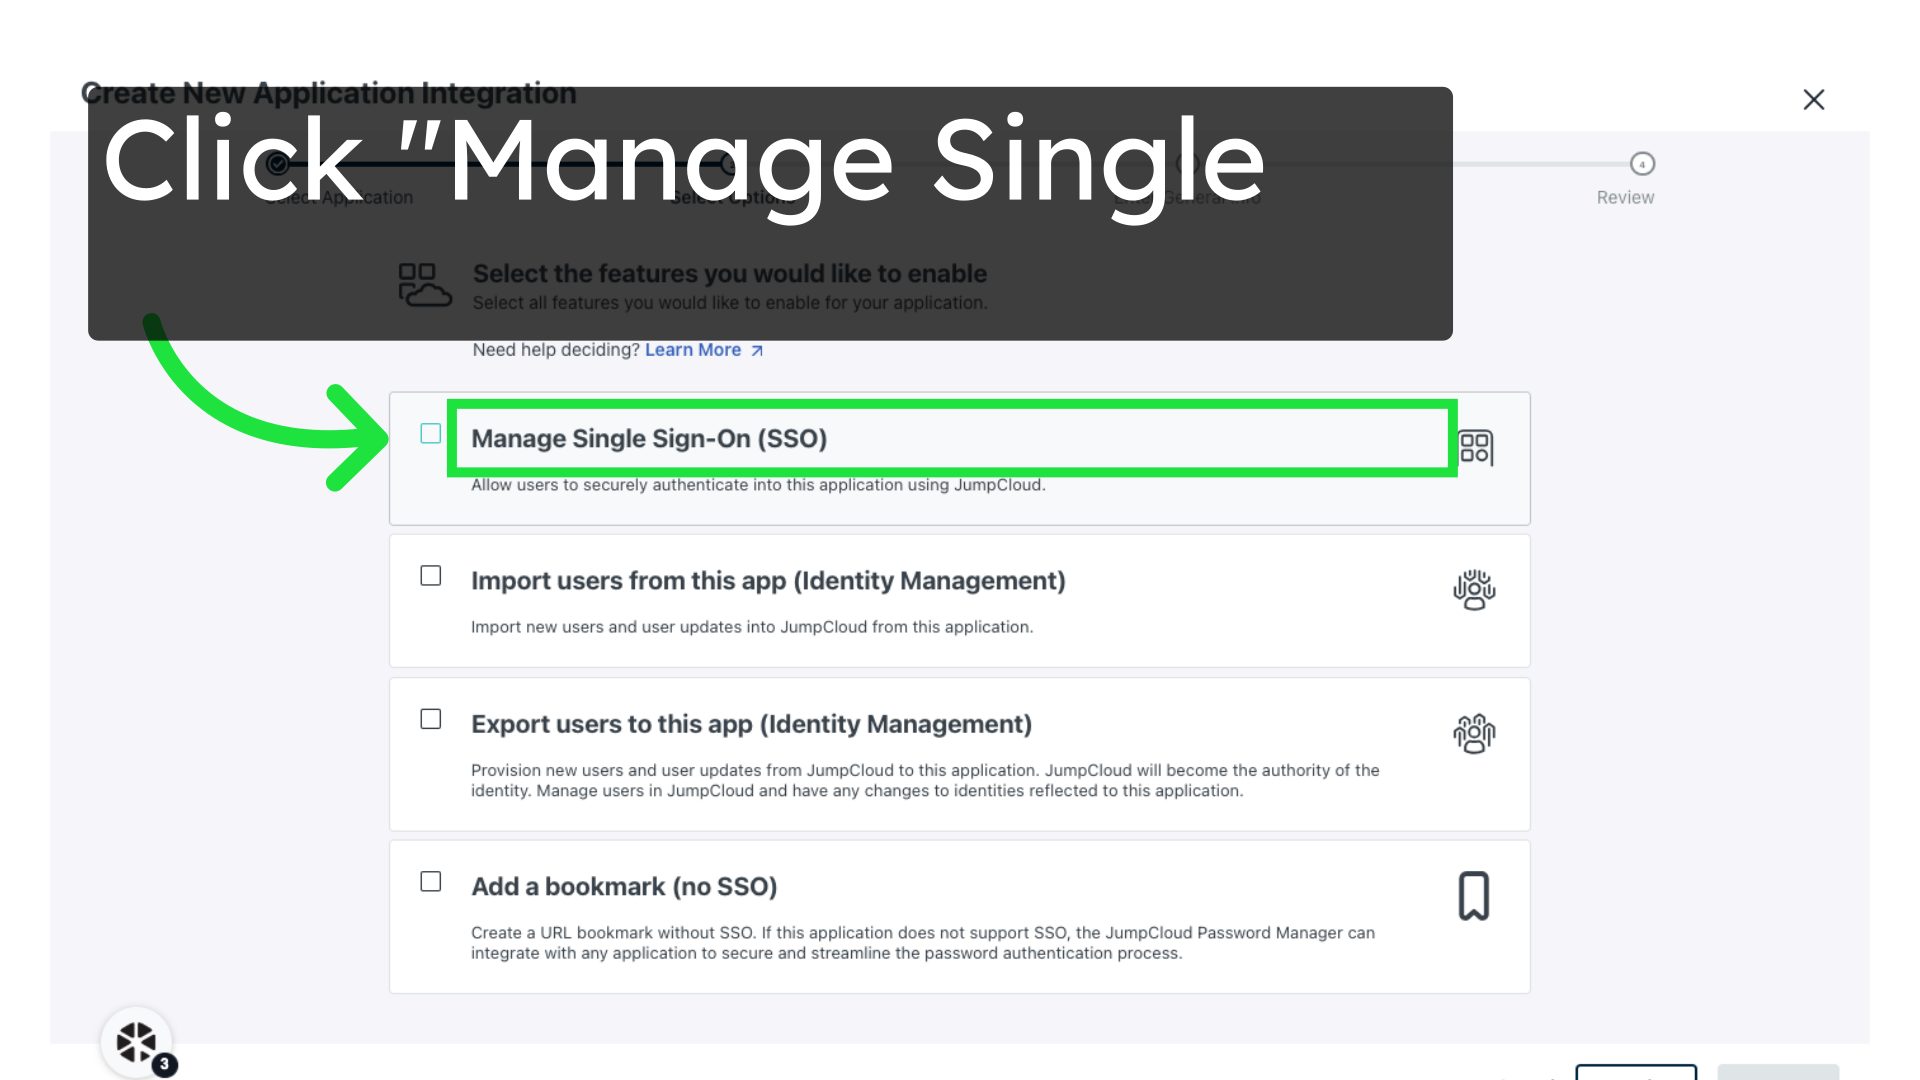 Create New Application Integration
Click "Manage Single
Select Application
Select Options
Enter General Info
4
Review
Select the features you would like to enable
Select all features you would like to enable for your application.
Need help deciding? Learn More
Manage Single Sign-On (SSO)
Allow users to securely authenticate into this application using JumpCloud.
Import users from this app (Identity Management)
Import new users and user updates into JumpCloud from this application.
Export users to this app (Identity Management)
Provision new users and user updates from JumpCloud to this application. JumpCloud will become the authority of the
identity. Manage users in JumpCloud and have any changes to identities reflected to this application.
Add a bookmark (no SSO)
Create a URL bookmark without SSO. If this application does not support SSO, the JumpCloud Password Manager can
integrate with any application to secure and streamline the password authentication process.
3